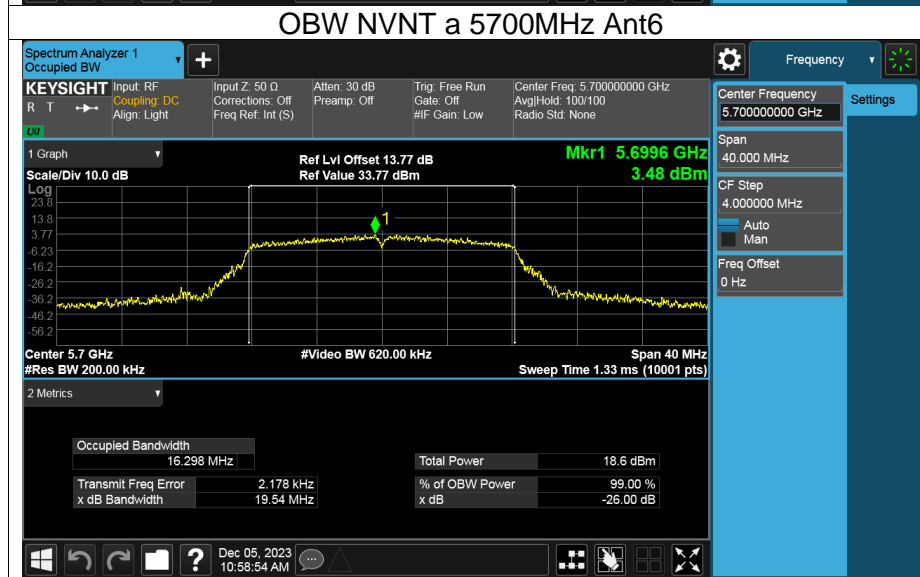 OBW NVNT a 5700MHz Ant6
Spectrum Analyzer 1
Occupied BW
+
Frequency
KEYSIGHT
R T
LXI
Input: RF
Coupling: DC
Align: Light
Input Z: 50 Ω
Corrections: Off
Freq Ref: Int (S)
Atten: 30 dB
Preamp: Off
Trig: Free Run
Gate: Off
#IF Gain: Low
Center Freq: 5.700000000 GHz
Avg|Hold: 100/100
Radio Std: None
Center Frequency
5.700000000 GHz
Settings
Span
40.000 MHz
CF Step
4.000000 MHz
Auto
Man
Freq Offset
0 Hz
1 Graph
Scale/Div 10.0 dB
Ref Lvl Offset 13.77 dB
Ref Value 33.77 dBm
Mkr1 5.6996 GHz
3.48 dBm
Log
23.8
13.8
3.77
-6.23
-16.2
-26.2
-36.2
-46.2
-56.2
1
Center 5.7 GHz
#Video BW 620.00 kHz
Span 40 MHz
#Res BW 200.00 kHz
Sweep Time 1.33 ms (10001 pts)
2 Metrics
Occupied Bandwidth
16.298 MHz
Total Power 18.6 dBm
Transmit Freq Error 2.178 kHz
% of OBW Power 99.00 %
x dB Bandwidth 19.54 MHz
x dB -26.00 dB
?
Dec 05, 2023
10:58:54 AM